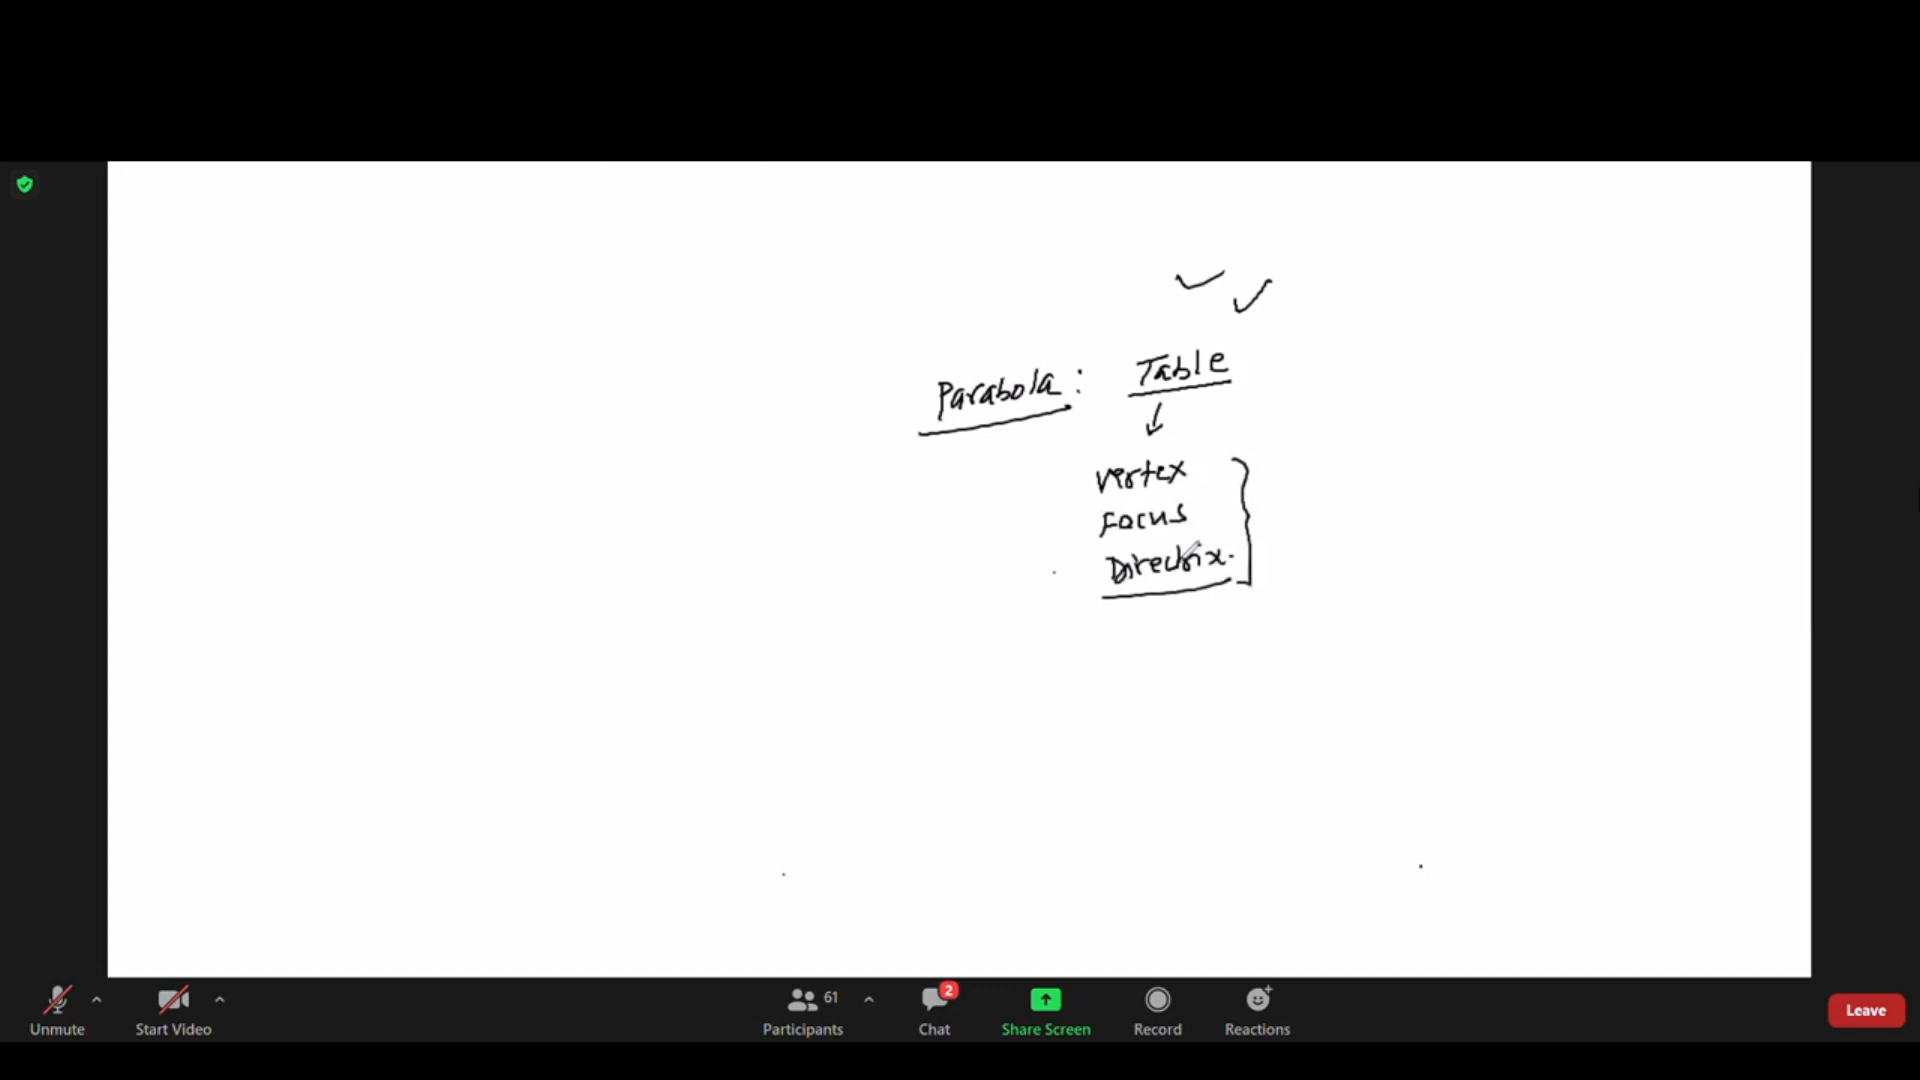 Parabola: Table
Vertex
Focus
Directrix.
Unmute
Start Video
61
Participants
2
Chat
Share Screen
Record
Reactions
Leave